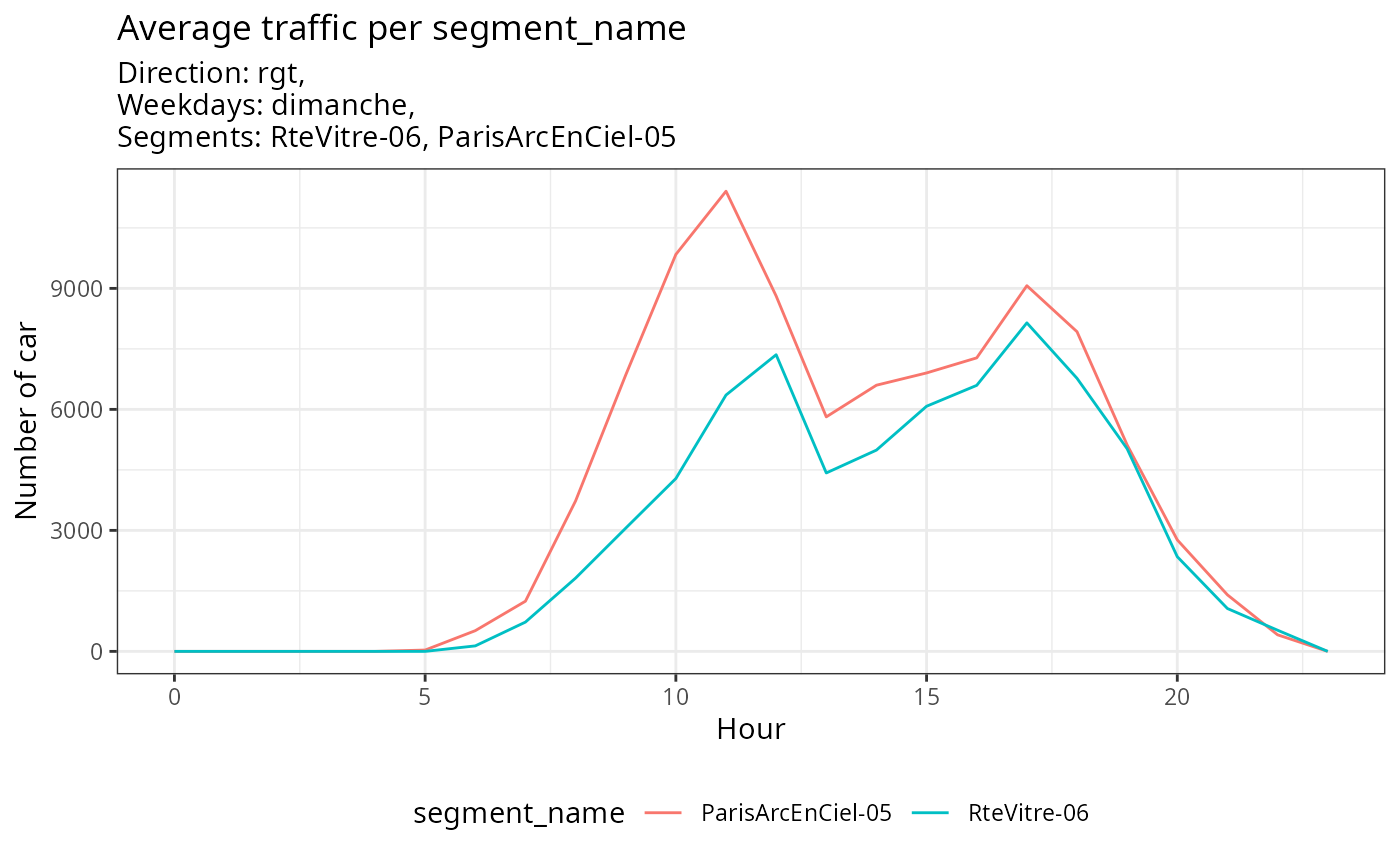 Average traffic per segment_name
Direction: rgt,
Weekdays: dimanche,
Segments: RteVitre-06, ParisArcEnCiel-05
Number of car
9000
6000
3000
0
0 5 10 15 20
Hour
segment_name ParisArcEnCiel-05 RteVitre-06